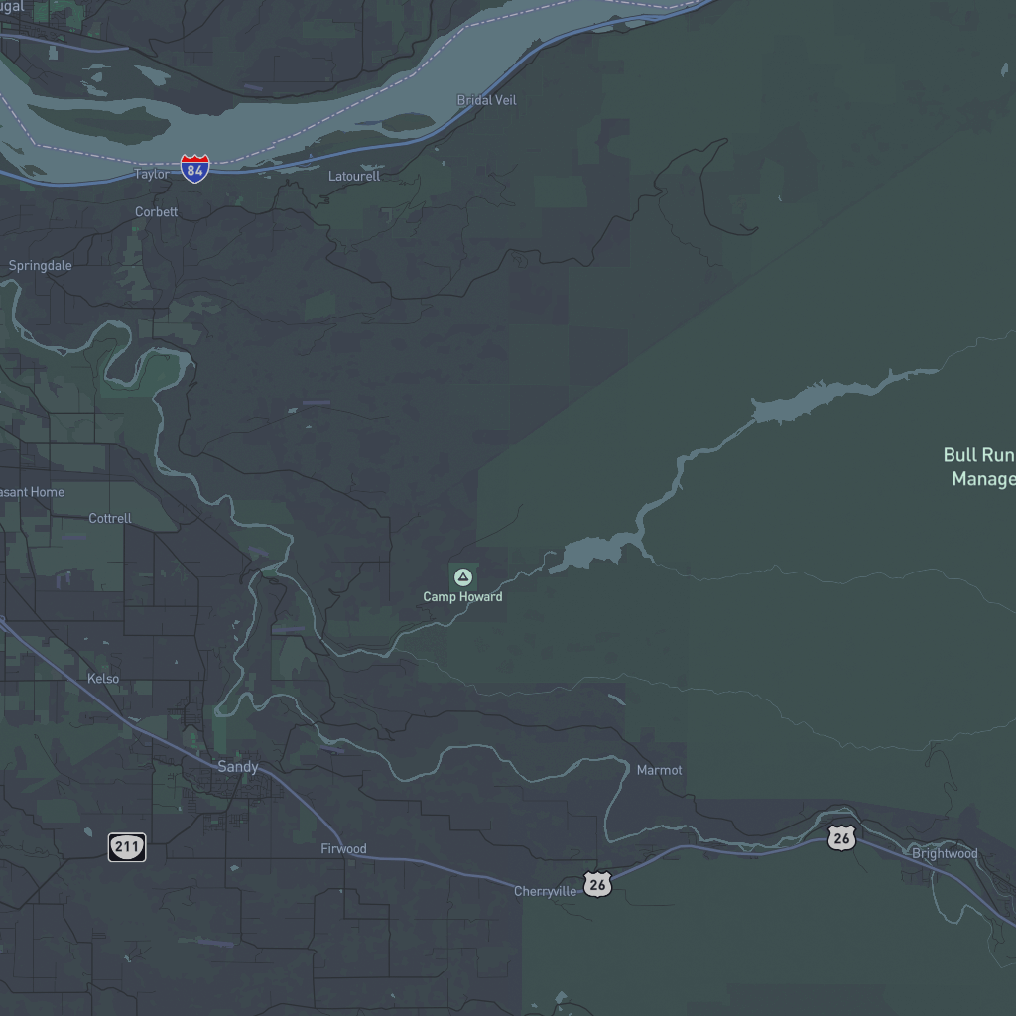 ugal
Bridal Veil
84
Taylor
Latourell
Corbett
Springdale
Bull Run
Manage
asant Home
Cottrell
Camp Howard
Kelso
Sandy
Marmot
211
Firwood
26
Brightwood
26
Cherryville